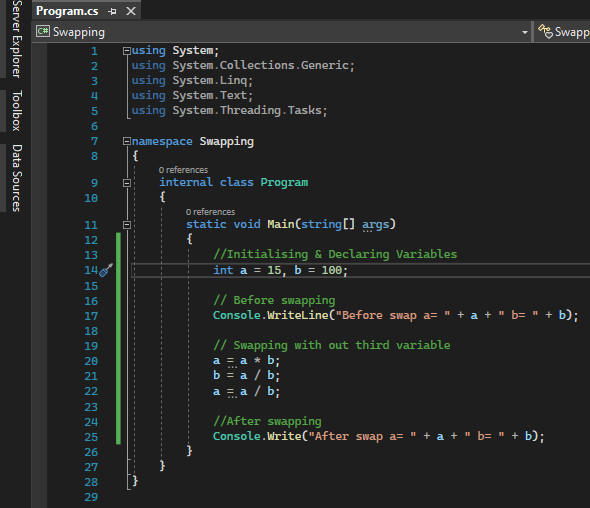 Server Explorer
Toolbox
Data Sources
Program.cs
C# Swapping
Swapp
1 using System;
2 using System.Collections.Generic;
3 using System.Linq;
4 using System.Text;
5 using System.Threading.Tasks;
6
7 namespace Swapping
8 {
0 references
9 internal class Program
10 {
0 references
11 static void Main(string[] args)
12 {
13 //Initialising & Declaring Variables
14 int a = 15, b = 100;
15
16 // Before swapping
17 Console.WriteLine("Before swap a= " + a + " b= " + b);
18
19 // Swapping with out third variable
20 a = a * b;
21 b = a / b;
22 a = a / b;
23
24 //After swapping
25 Console.Write("After swap a= " + a + " b= " + b);
26 }
27 }
28 }
29